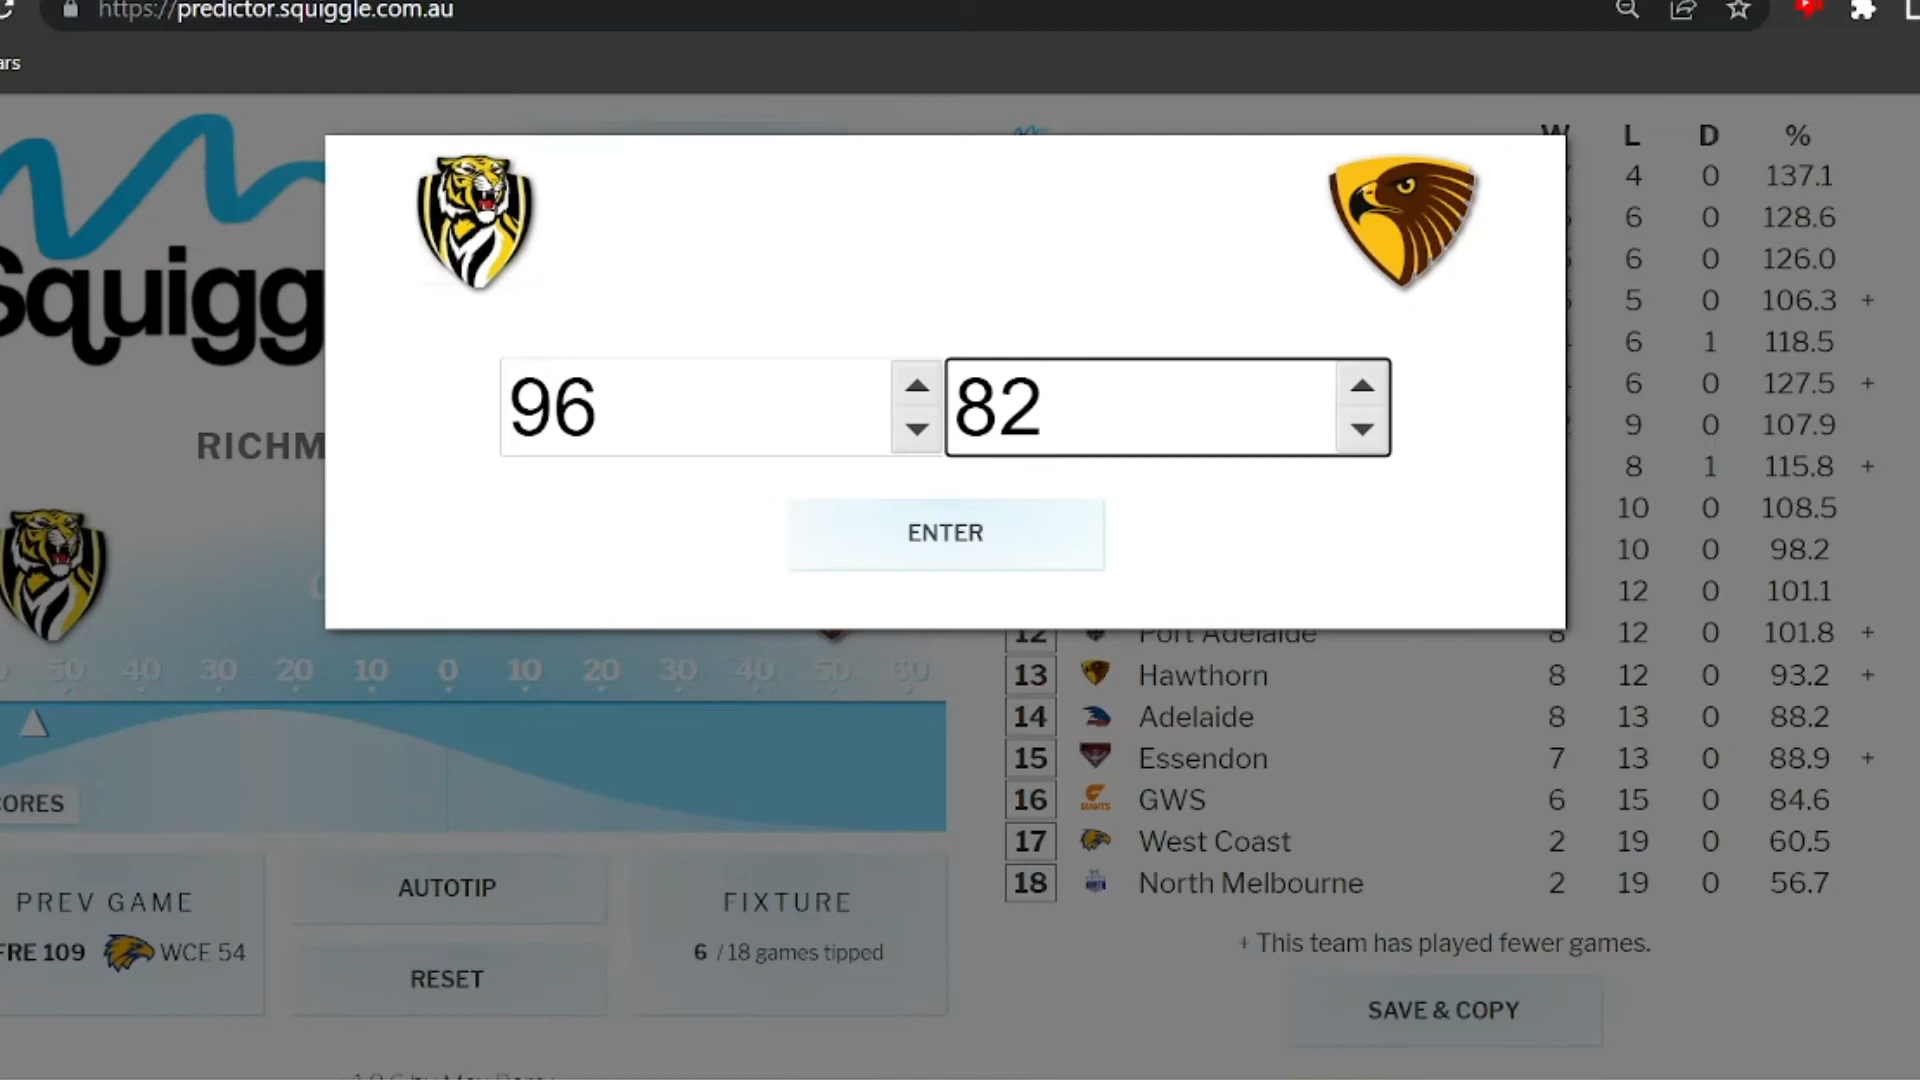 https://predictor.squiggle.com.au
ars
W L D %
4 0 137.1
6 0 128.6
6 0 126.0
5 0 106.3 +
6 1 118.5
6 0 127.5 +
9 0 107.9
8 1 115.8 +
10 0 108.5
10 0 98.2
12 0 101.1
12 Port Adelaide 8 12 0 101.8 +
13 Hawthorn 8 12 0 93.2 +
14 Adelaide 8 13 0 88.2
15 Essendon 7 13 0 88.9 +
16 GWS 6 15 0 84.6
17 West Coast 2 19 0 60.5
18 North Melbourne 2 19 0 56.7
+ This team has played fewer games.
SAVE & COPY
Squigg
RICHM
96
82
ENTER
50 40 30 20 10 0 10 20 30 40 50 60
CORES
PREV GAME
FRE 109 WCE 54
AUTOTIP
RESET
FIXTURE
6 / 18 games tipped